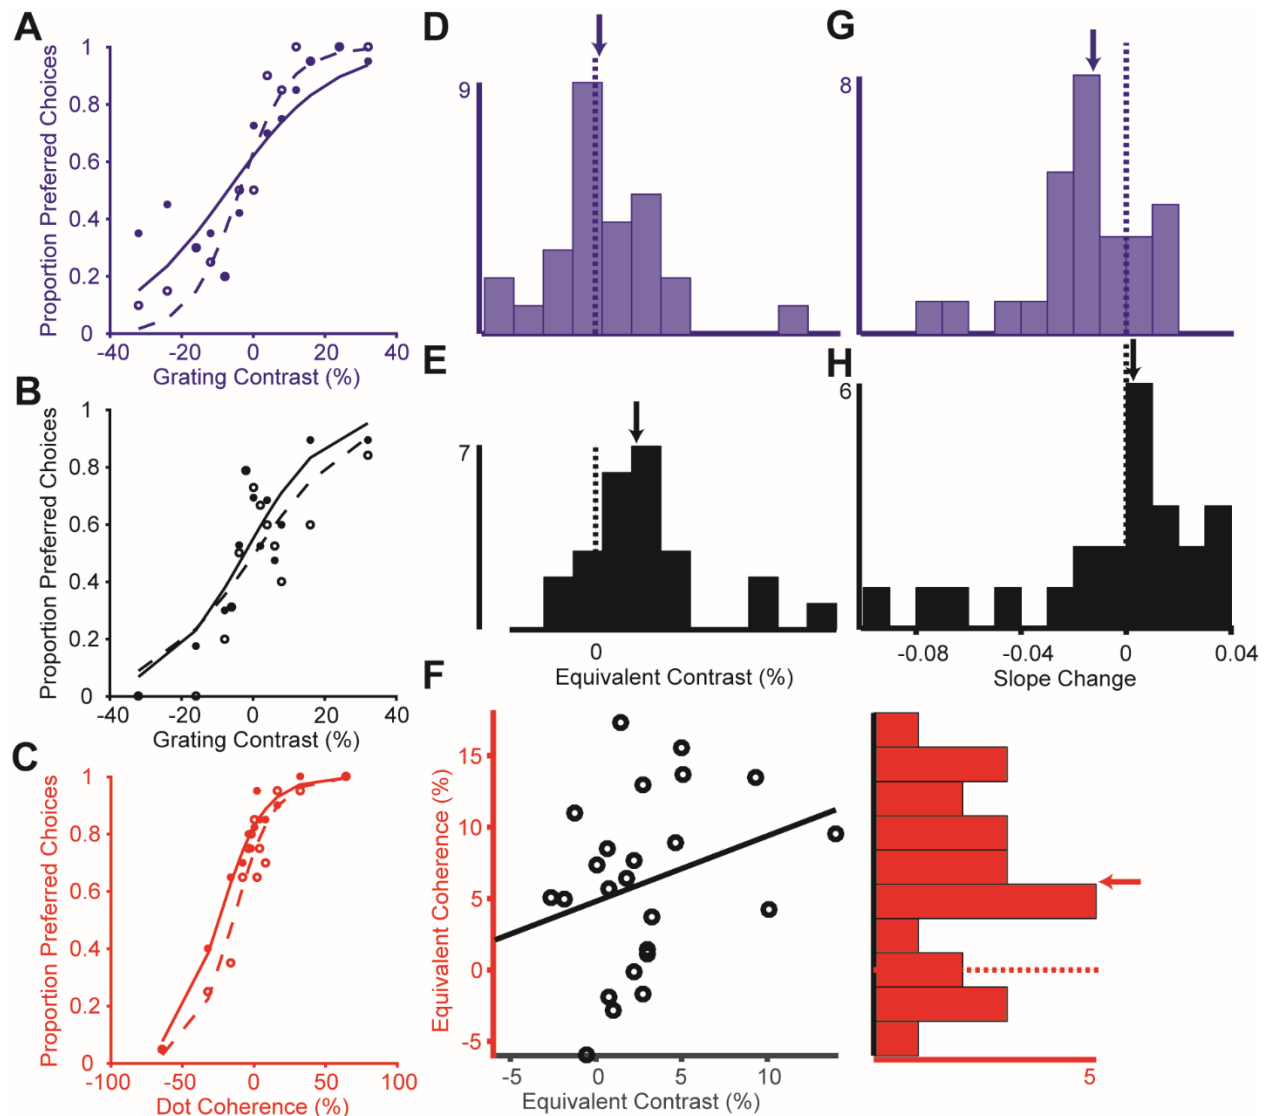 A
Proportion Preferred Choices
1
0.8
0.6
0.4
0.2
0
-40 -20 0 20 40
Grating Contrast (%)
B
Proportion Preferred Choices
1
0.8
0.6
0.4
0.2
0
-40 -20 0 20 40
Grating Contrast (%)
C
Proportion Preferred Choices
1
0.8
0.6
0.4
0.2
0
-100 -50 0 50 100
Dot Coherence (%)
D
9
E
7
0
Equivalent Contrast (%)
F
Equivalent Coherence (%)
15
10
5
0
-5
-5 0 5 10
Equivalent Contrast (%)
5
G
8
H
6
-0.08 -0.04 0 0.04
Slope Change